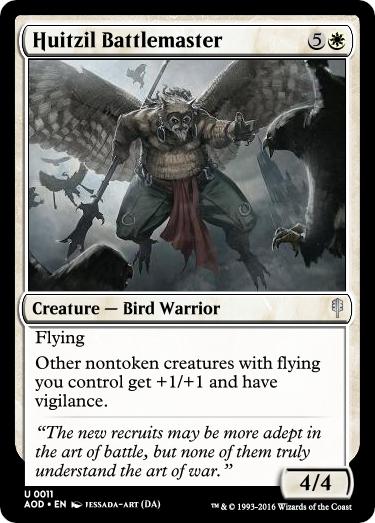 Huitzil Battlemaster 5
Creature — Bird Warrior
Flying
Other nontoken creatures with flying
you control get +1/+1 and have
vigilance.
"The new recruits may be more adept in
the art of battle, but none of them truly
understand the art of war."
4/4
U 0011
AOD • EN JESSADA-ART (DA)
™ & © 1993-2016 Wizards of the Coast